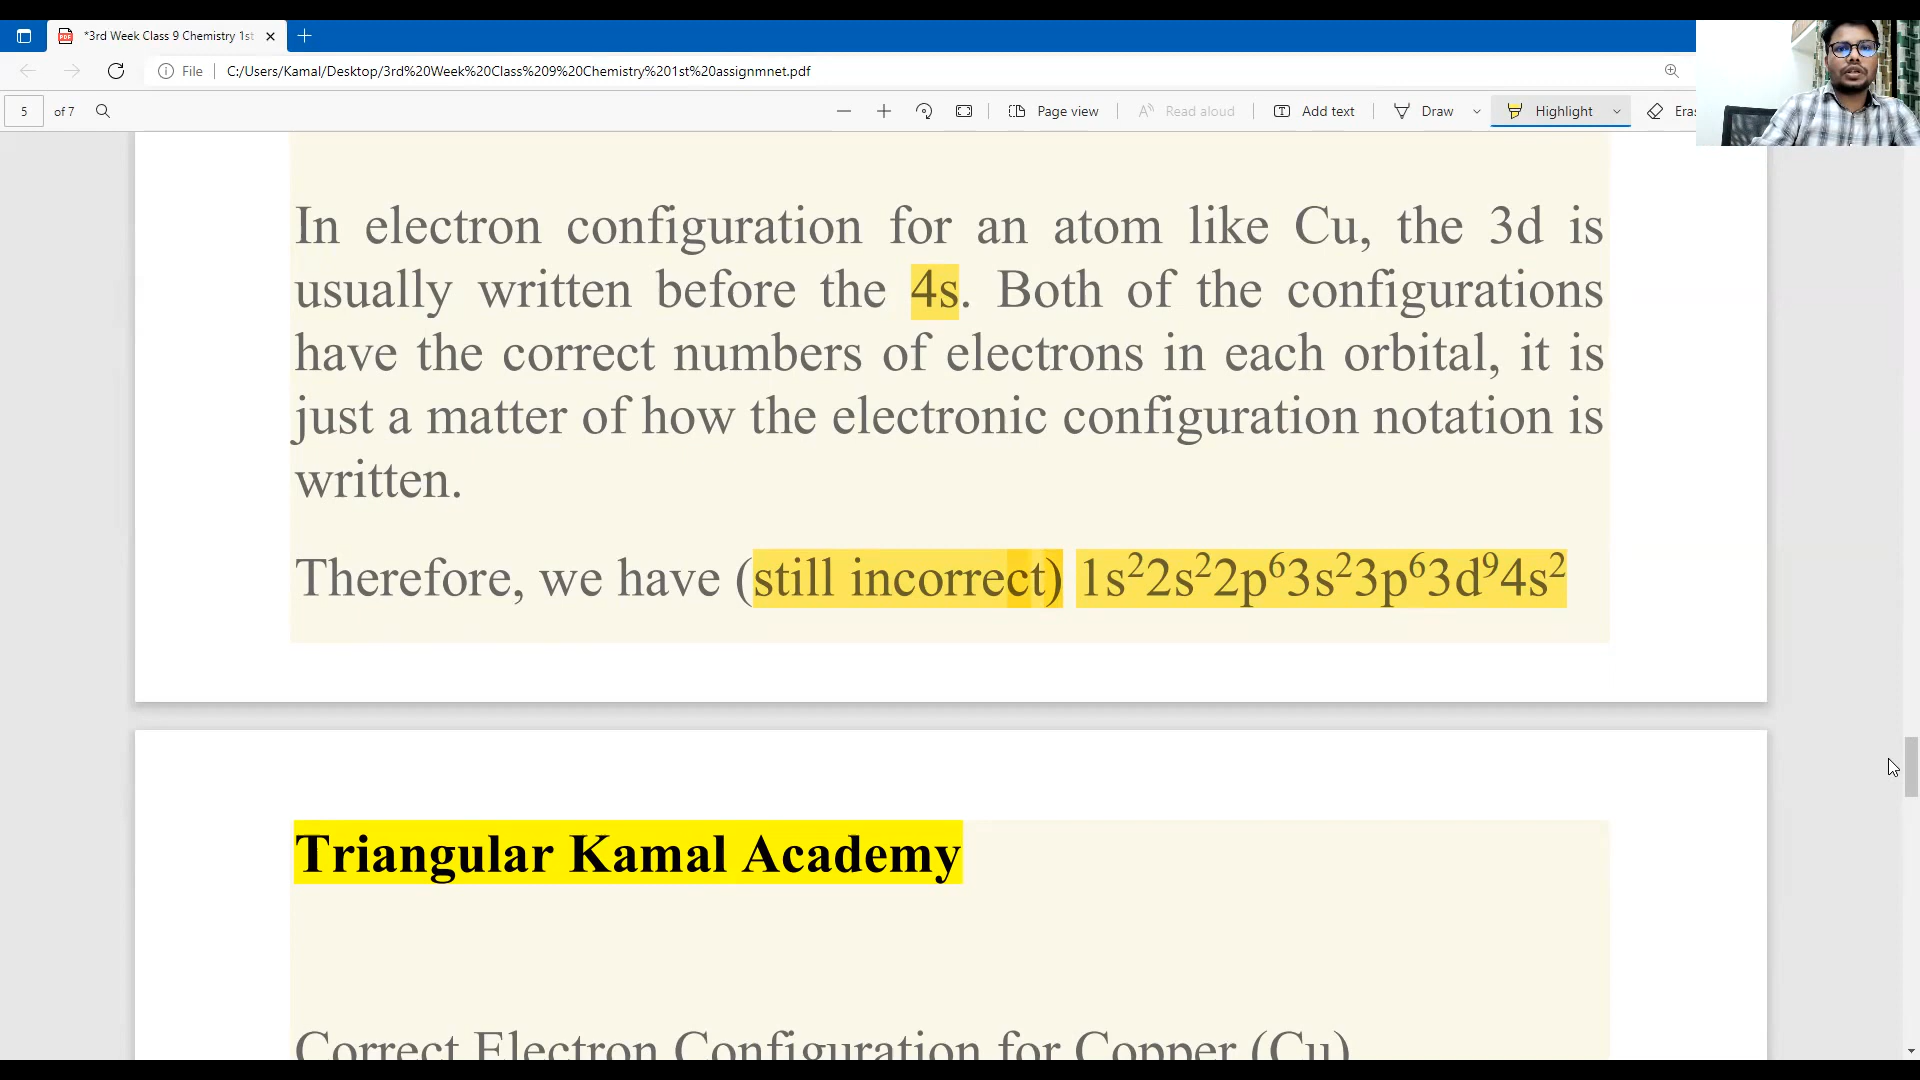 *3rd Week Class 9 Chemistry 1st
File C:/Users/Kamal/Desktop/3rd%20Week%20Class%209%20Chemistry%201st%20assignmnet.pdf
5 of 7 Page view Read aloud Add text Draw Highlight Eras
In electron configuration for an atom like Cu, the 3d is
usually written before the 4s. Both of the configurations
have the correct numbers of electrons in each orbital, it is
just a matter of how the electronic configuration notation is
written.
Therefore, we have (still incorrect) 1s²2s²2p⁶3s²3p⁶3d⁹4s²
Triangular Kamal Academy
Correct Electron Configuration for Copper (Cu)